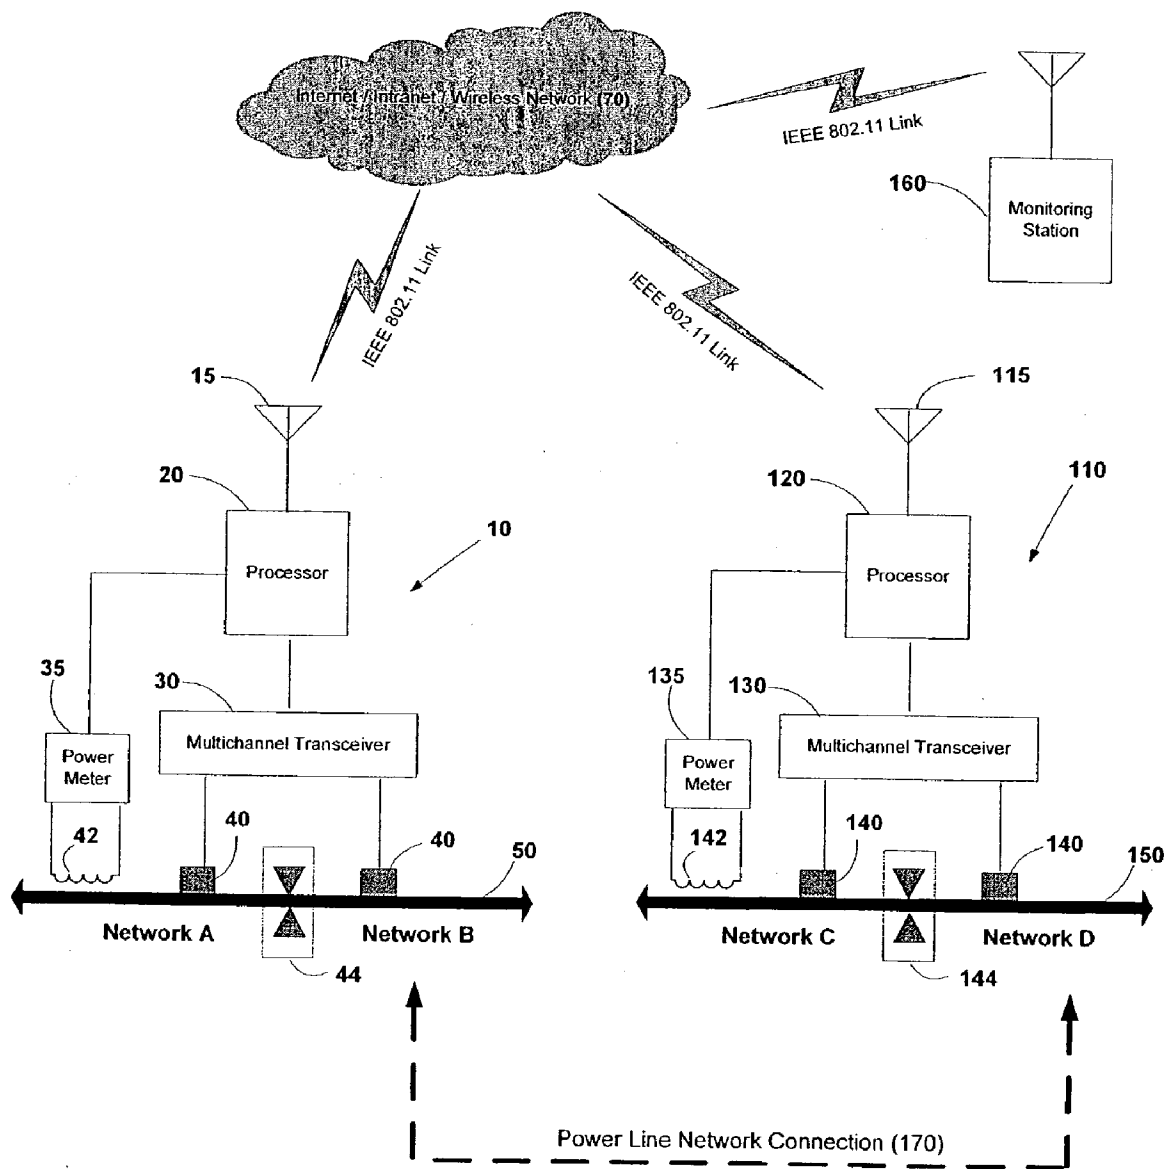 Internet / Intranet / Wireless Network (70)
IEEE 802.11 Link
160
Monitoring
Station
IEEE 802.11 Link
IEEE 802.11 Link
15
115
20
120
110
10
Processor
Processor
35
30
135
130
Multichannel Transceiver
Multichannel Transceiver
Power
Meter
Power
Meter
42
40
40
50
142
140
140
150
Network A
Network B
Network C
Network D
44
144
Power Line Network Connection (170)